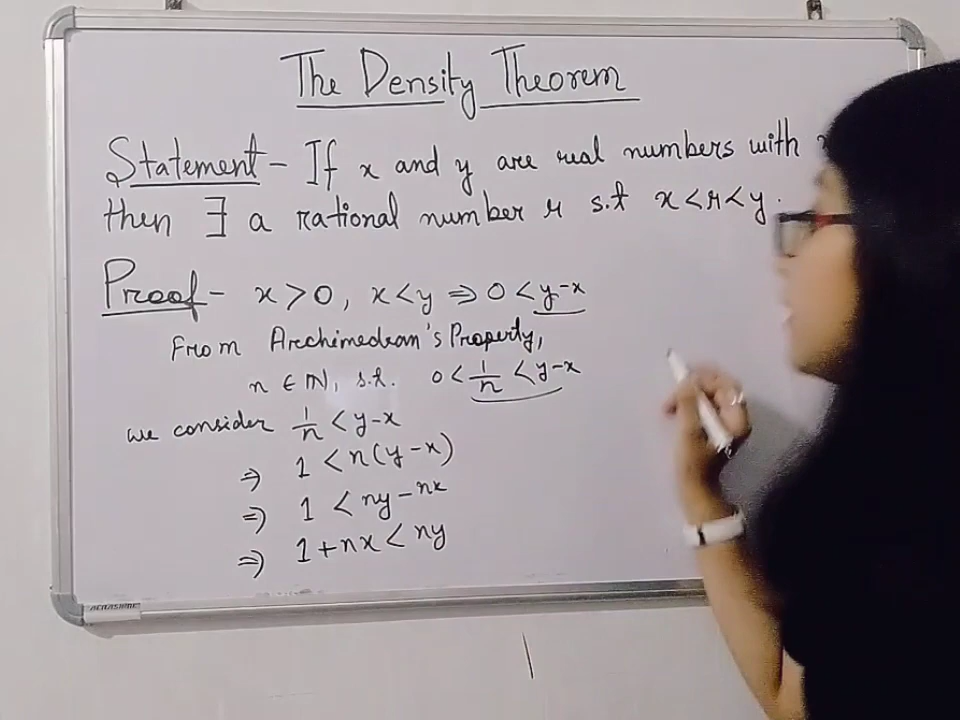 The Density Theorem
Statement - If x and y are real numbers with
then ∃ a rational number r s.t x < r < y.
Proof - x > 0, x < y ⇒ 0 < y-x
From Archimedean's Property,
n ∈ ℕ, s.t. 0 < 1/n < y-x
we consider 1/n < y-x
⇒ 1 < n(y-x)
⇒ 1 < ny - nx
⇒ 1 + nx < ny